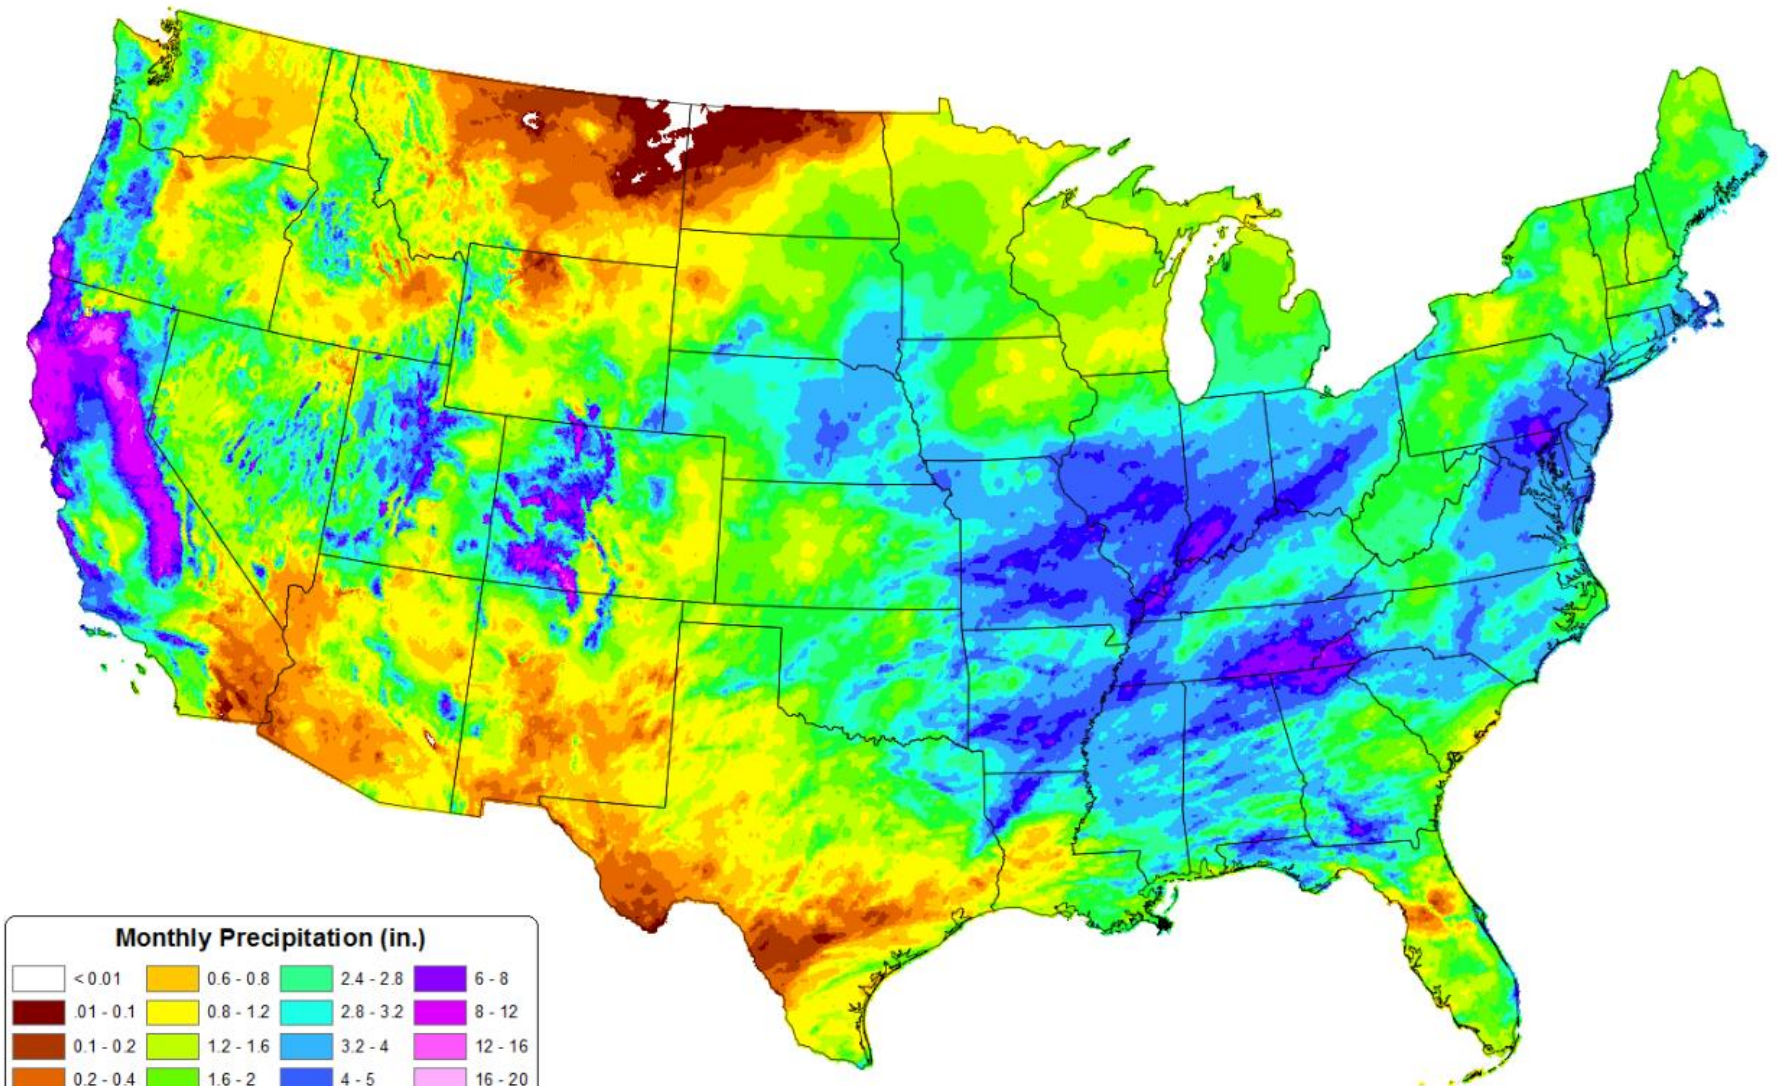 Monthly Precipitation (in.)
< 0.01 0.6 - 0.8 2.4 - 2.8 6 - 8
.01 - 0.1 0.8 - 1.2 2.8 - 3.2 8 - 12
0.1 - 0.2 1.2 - 1.6 3.2 - 4 12 - 16
0.2 - 0.4 1.6 - 2 4 - 5 16 - 20